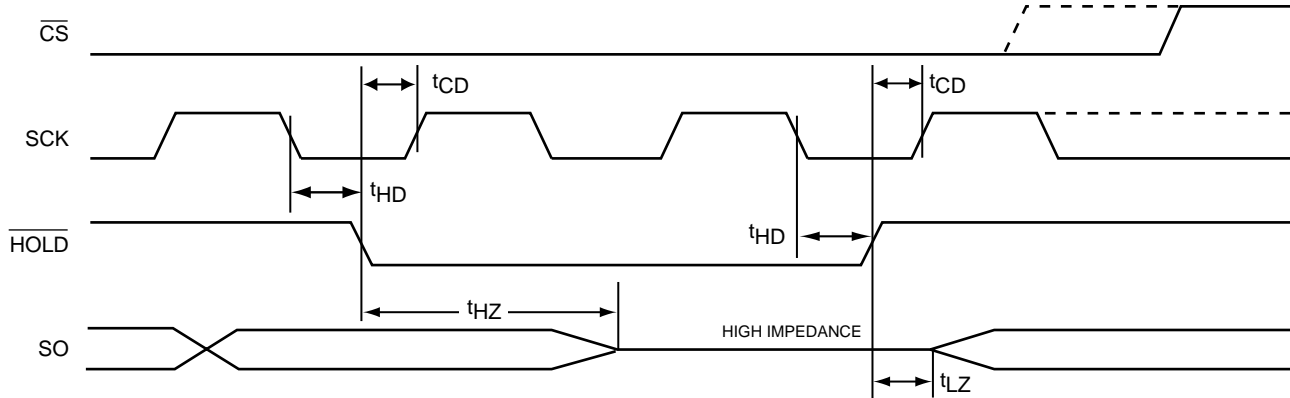 CS
tCD
tCD
SCK
tHD
HOLD
tHD
tHZ
HIGH IMPEDANCE
SO
tLZ